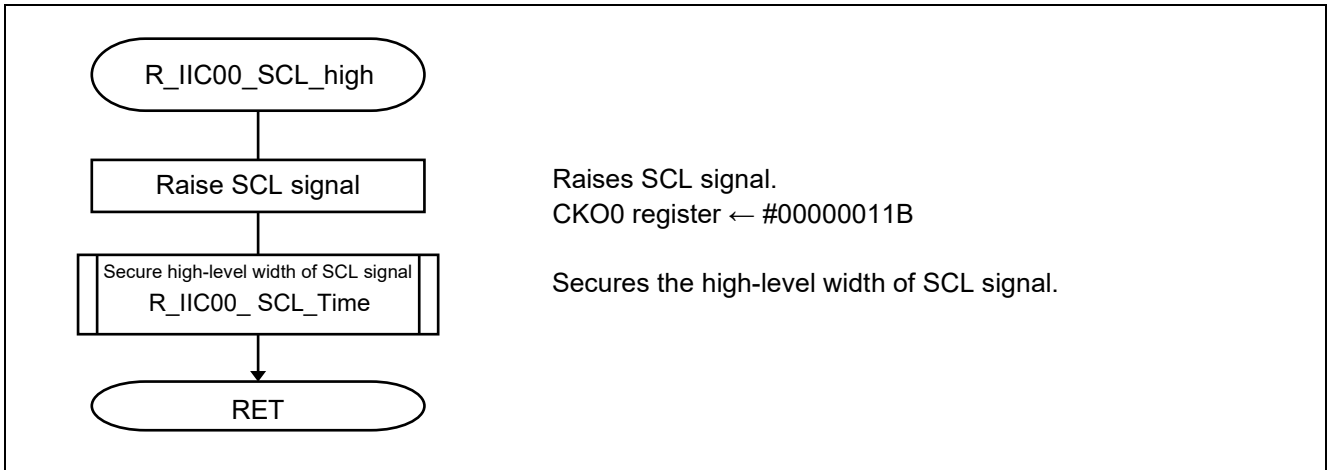 R_IIC00_SCL_high
Raise SCL signal
Raises SCL signal.
CKO0 register ← #00000011B
Secure high-level width of SCL signal
R_IIC00_ SCL_Time
Secures the high-level width of SCL signal.
RET